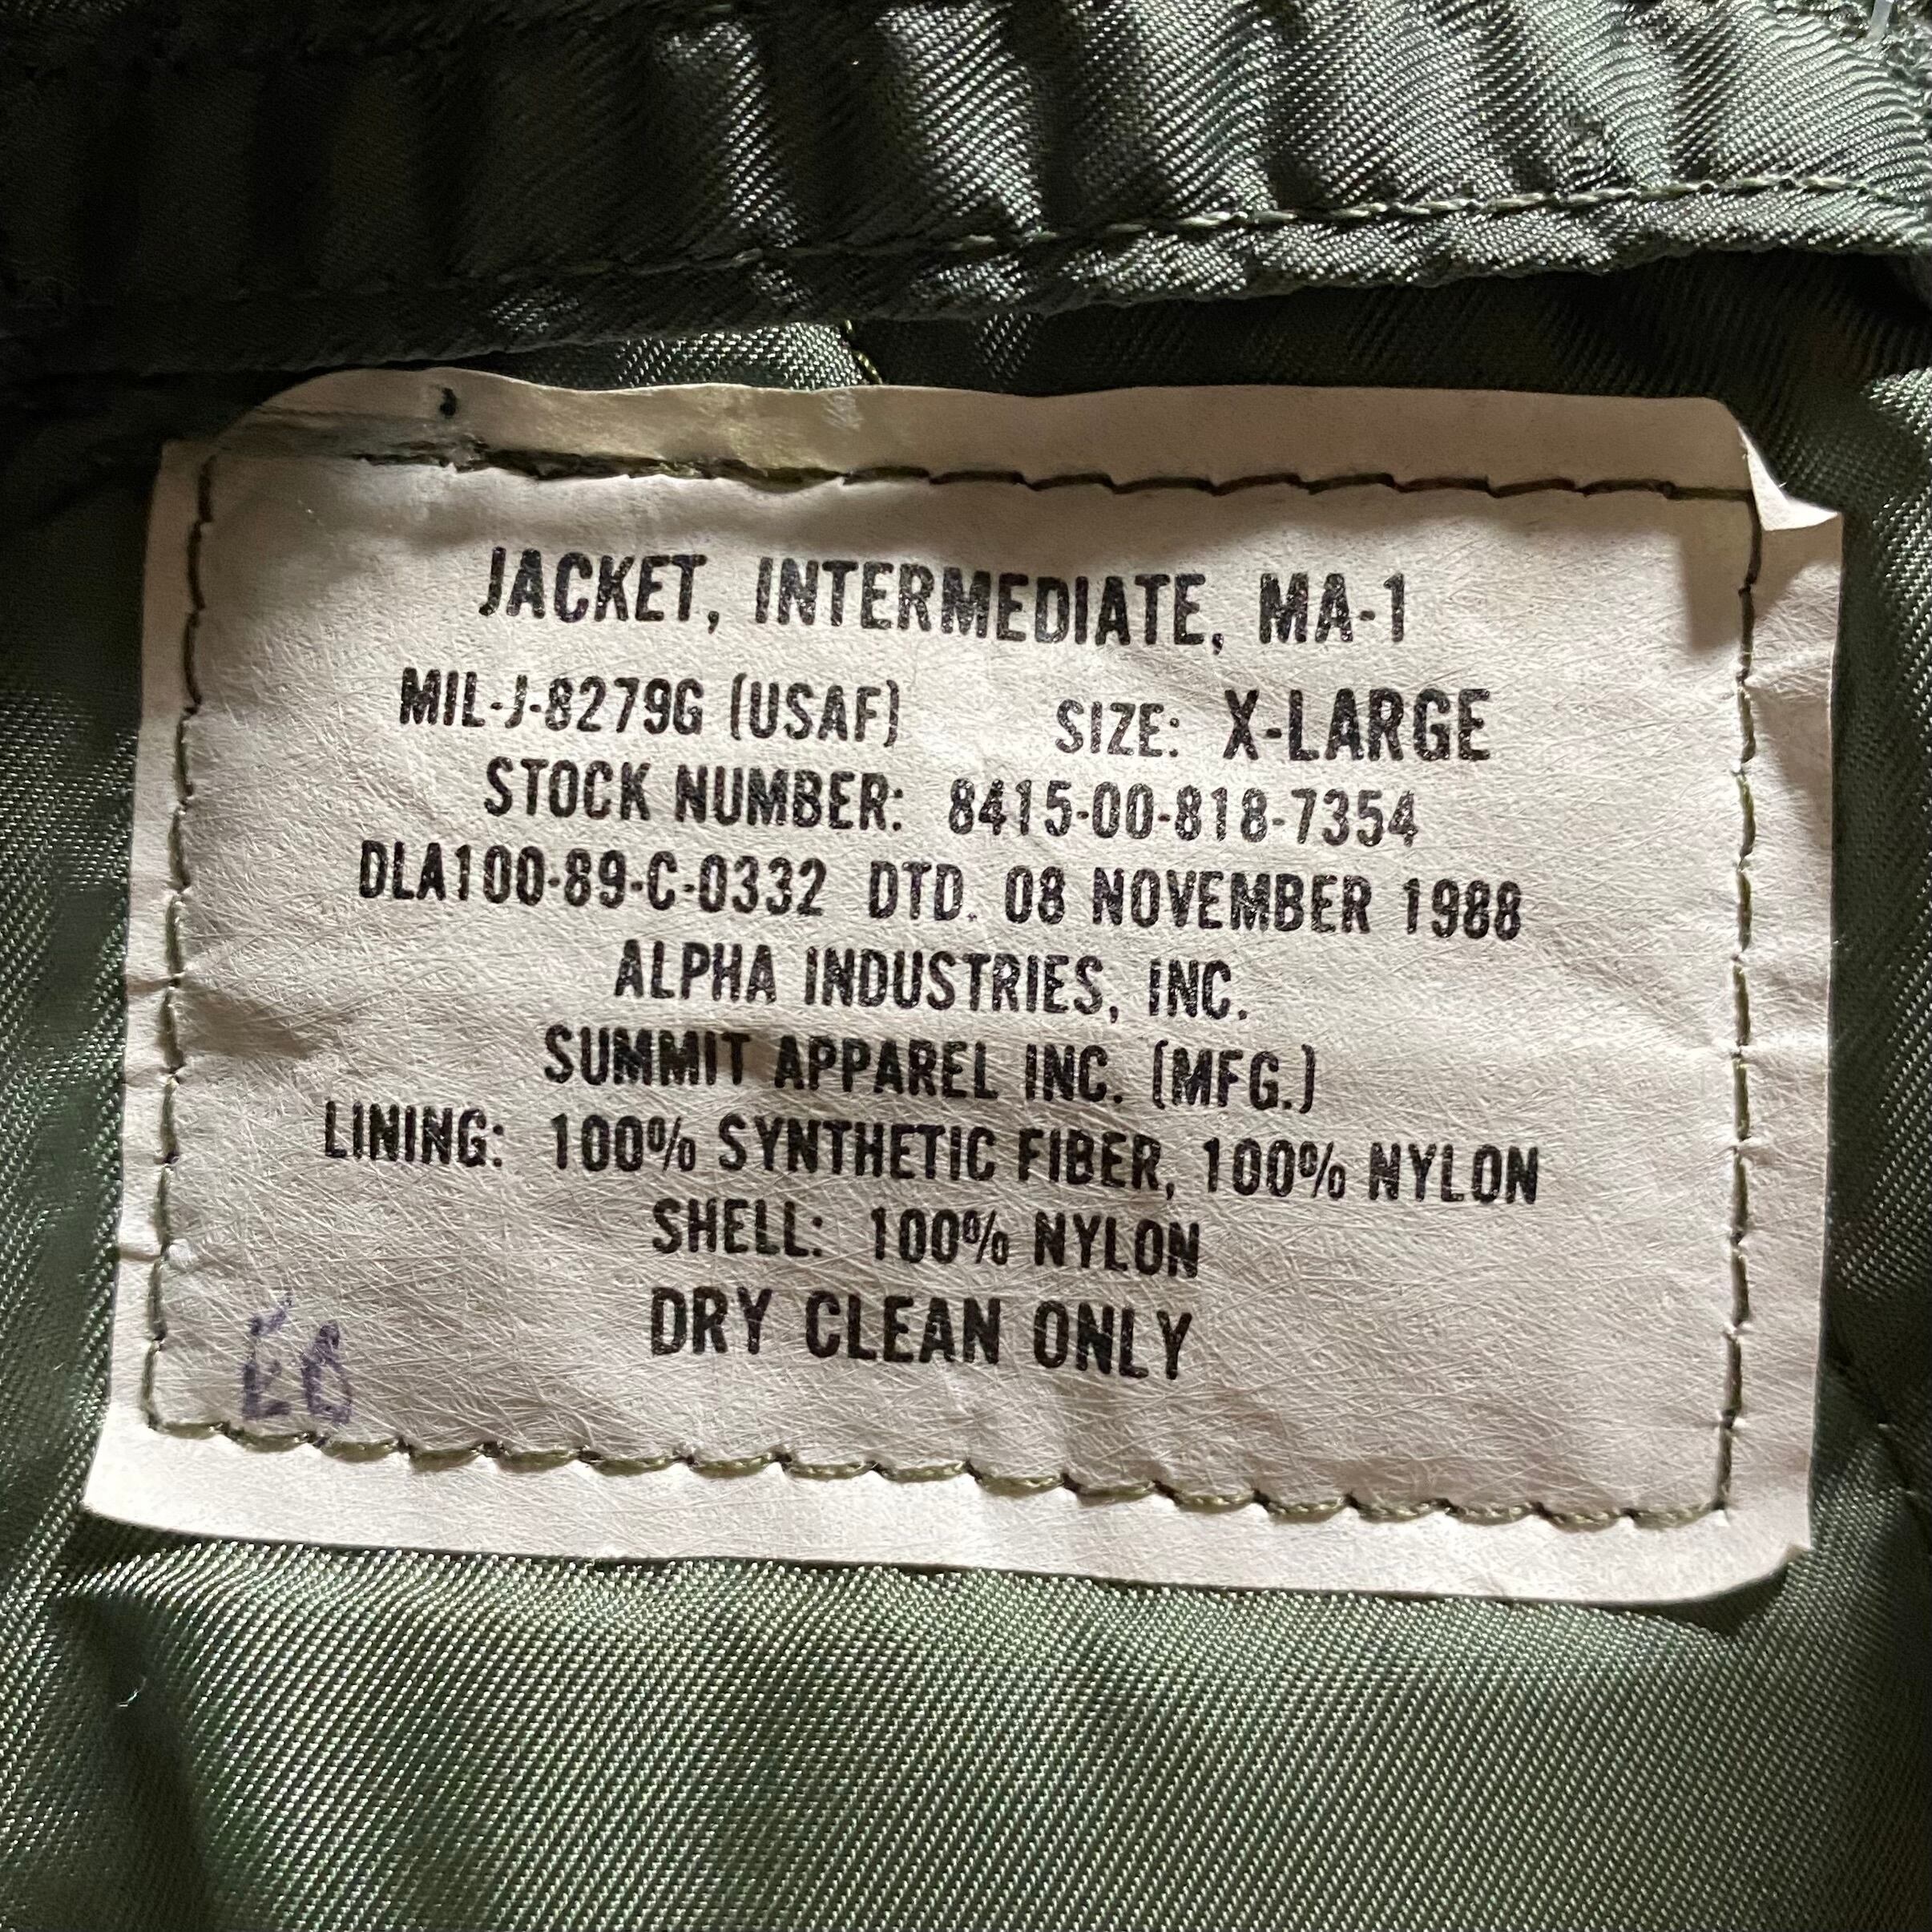 JACKET, INTERMEDIATE, MA-1
MIL-J-8279G (USAF) SIZE: X-LARGE
STOCK NUMBER: 8415-00-818-7354
DLA100-89-C-0332 DTD. 08 NOVEMBER 1988
ALPHA INDUSTRIES, INC.
SUMMIT APPAREL INC. (MFG.)
LINING: 100% SYNTHETIC FIBER, 100% NYLON
SHELL: 100% NYLON
DRY CLEAN ONLY